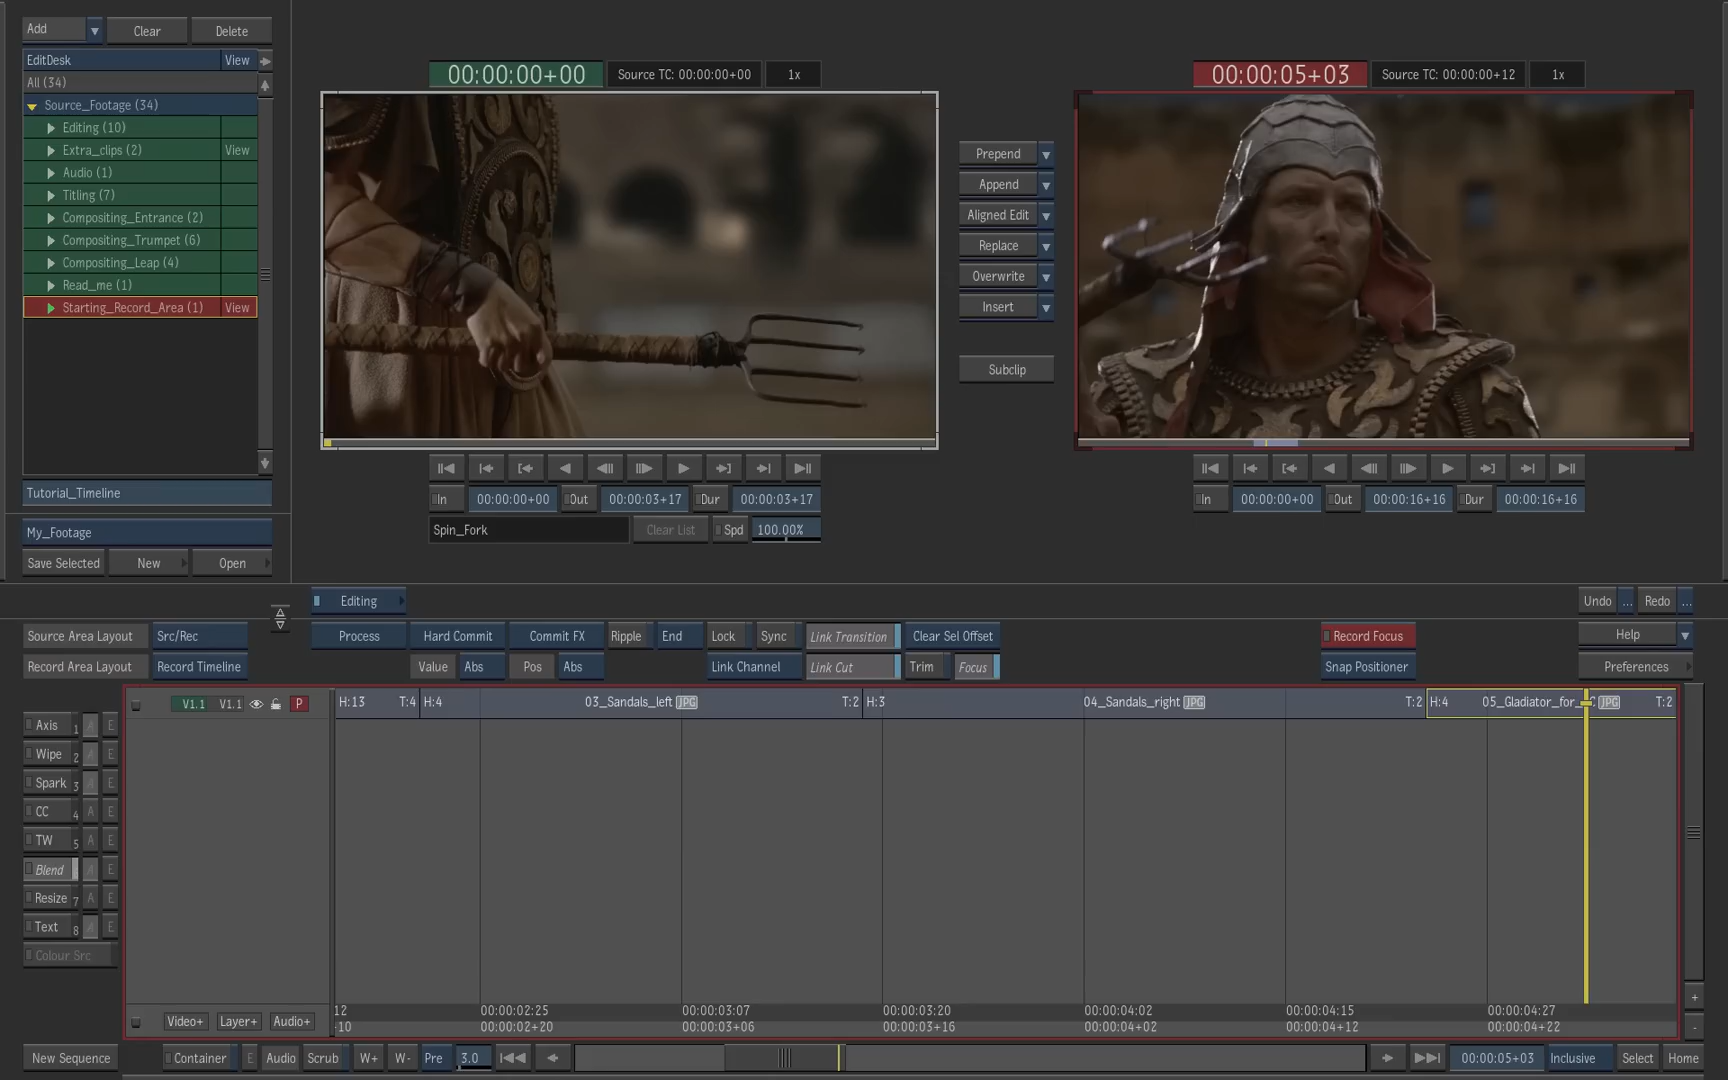 Add
Clear
Delete
EditDesk
View
All (34)
Source_Footage (34)
Editing (10)
Extra_clips (2)
View
Audio (1)
Titling (7)
Compositing_Entrance (2)
Compositing_Trumpet (6)
Compositing_Leap (4)
Read_me (1)
Starting_Record_Area (1)
View
Tutorial_Timeline
My_Footage
Save Selected
New
Open
00:00:00+00
Source TC: 00:00:00+00
1x
In
00:00:00+00
Out
00:00:03+17
Dur
00:00:03+17
Spin_Fork
Clear List
Spd
100.00%
Prepend
Append
Aligned Edit
Replace
Overwrite
Insert
Subclip
00:00:05+03
Source TC: 00:00:00+12
1x
In
00:00:00+00
Out
00:00:16+16
Dur
00:00:16+16
Editing
Undo
...
Redo
...
Source Area Layout
Src/Rec
Process
Hard Commit
Commit FX
Ripple
End
Lock
Sync
Link Transition
Clear Sel Offset
Record Focus
Help
Record Area Layout
Record Timeline
Value
Abs
Pos
Abs
Link Channel
Link Cut
Trim
Focus
Snap Positioner
Preferences
V1.1
V1.1
P
H:13
T:4
H:4
03_Sandals_left
JPG
T:2
H:3
04_Sandals_right
JPG
T:2
H:4
05_Gladiator_for_
JPG
T:2
Axis
1
A
E
Wipe
2
A
E
Spark
3
A
E
CC
4
A
E
TW
5
A
E
Blend
A
E
Resize
7
A
E
Text
8
A
E
Colour Src
12
00:00:02:25
00:00:03:07
00:00:03:20
00:00:04:02
00:00:04:15
00:00:04:27
Video+
Layer+
Audio+
-10
00:00:02+20
00:00:03+06
00:00:03+16
00:00:04+02
00:00:04+12
00:00:04+22
+
-
New Sequence
Container
E
Audio
Scrub
W+
W-
Pre
3.0
00:00:05+03
Inclusive
Select
Home